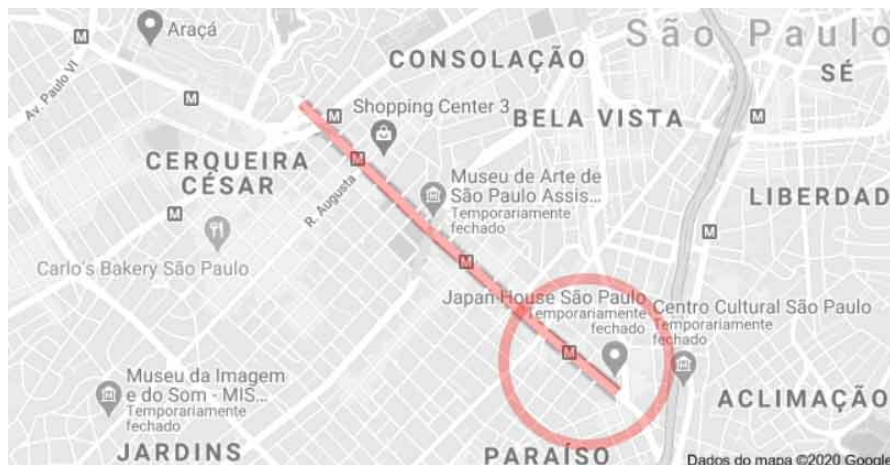 Araçá
São Paulo
CONSOLAÇÃO
SÉ
Av. Paulo VI
M
M
M
M
Shopping Center 3
BELA VISTA
CERQUEIRA
CÉSAR
M
Museu de Arte de
São Paulo Assis...
Temporariamente
fechado
R. Augusta
LIBERDAD
M
M
Carlo's Bakery São Paulo
M
Japan House São Paulo
Temporariamente
fechado
Centro Cultural São Paulo
Temporariamente
fechado
M
Museu da Imagem
e do Som - MIS...
Temporariamente
fechado
ACLIMAÇÃO
JARDINS
PARAÍSO
Dados do mapa ©2020 Google